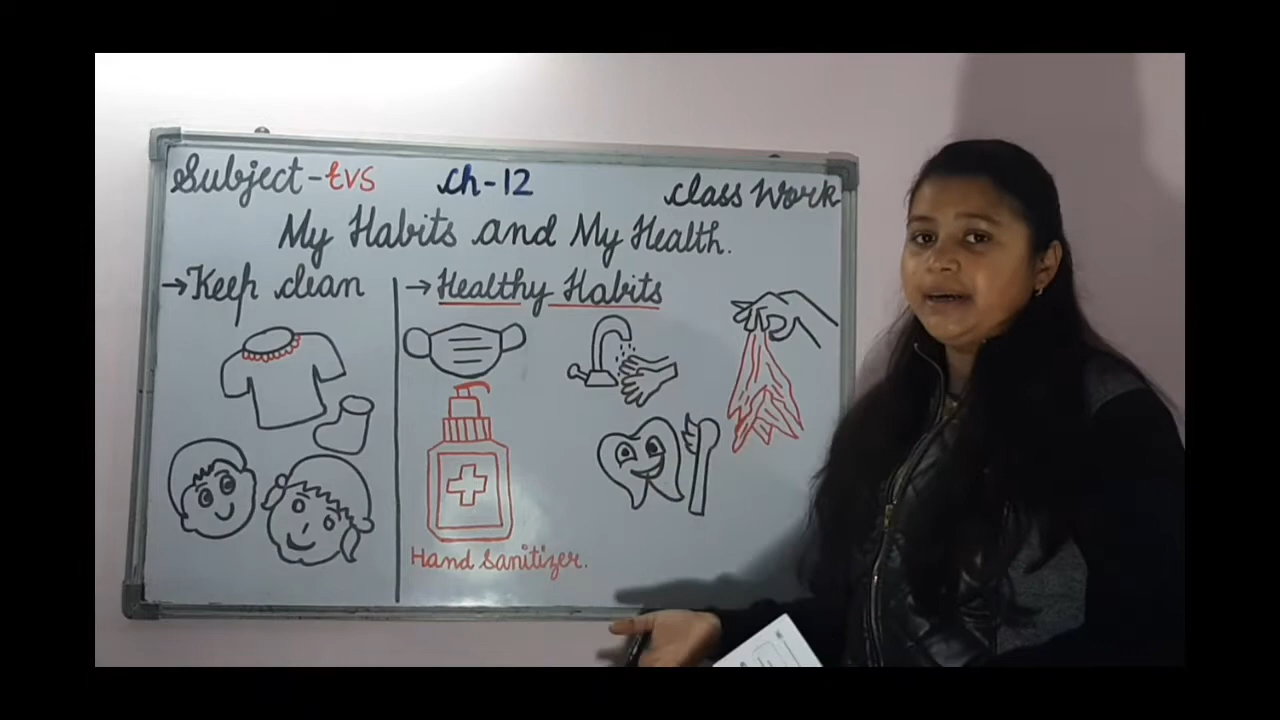 Subject-EVS ch-12 class Work
My Habits and My Health.
→Keep clean
→Healthy Habits
Hand Sanitizer.